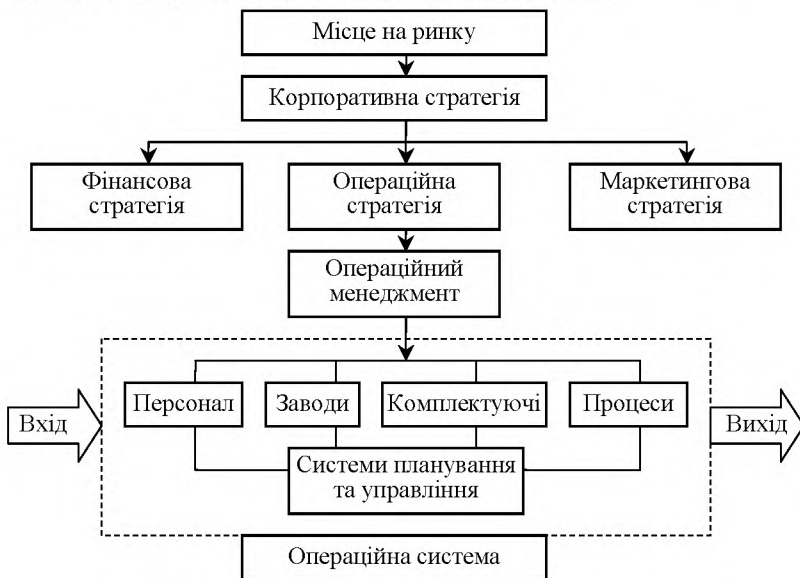 Місце на ринку
Корпоративна стратегія
Фінансова
стратегія
Операційна
стратегія
Маркетингова
стратегія
Операційний
менеджмент
Вхід
Персонал
Заводи
Комплектуючі
Процеси
Вихід
Системи планування
та управління
Операційна система